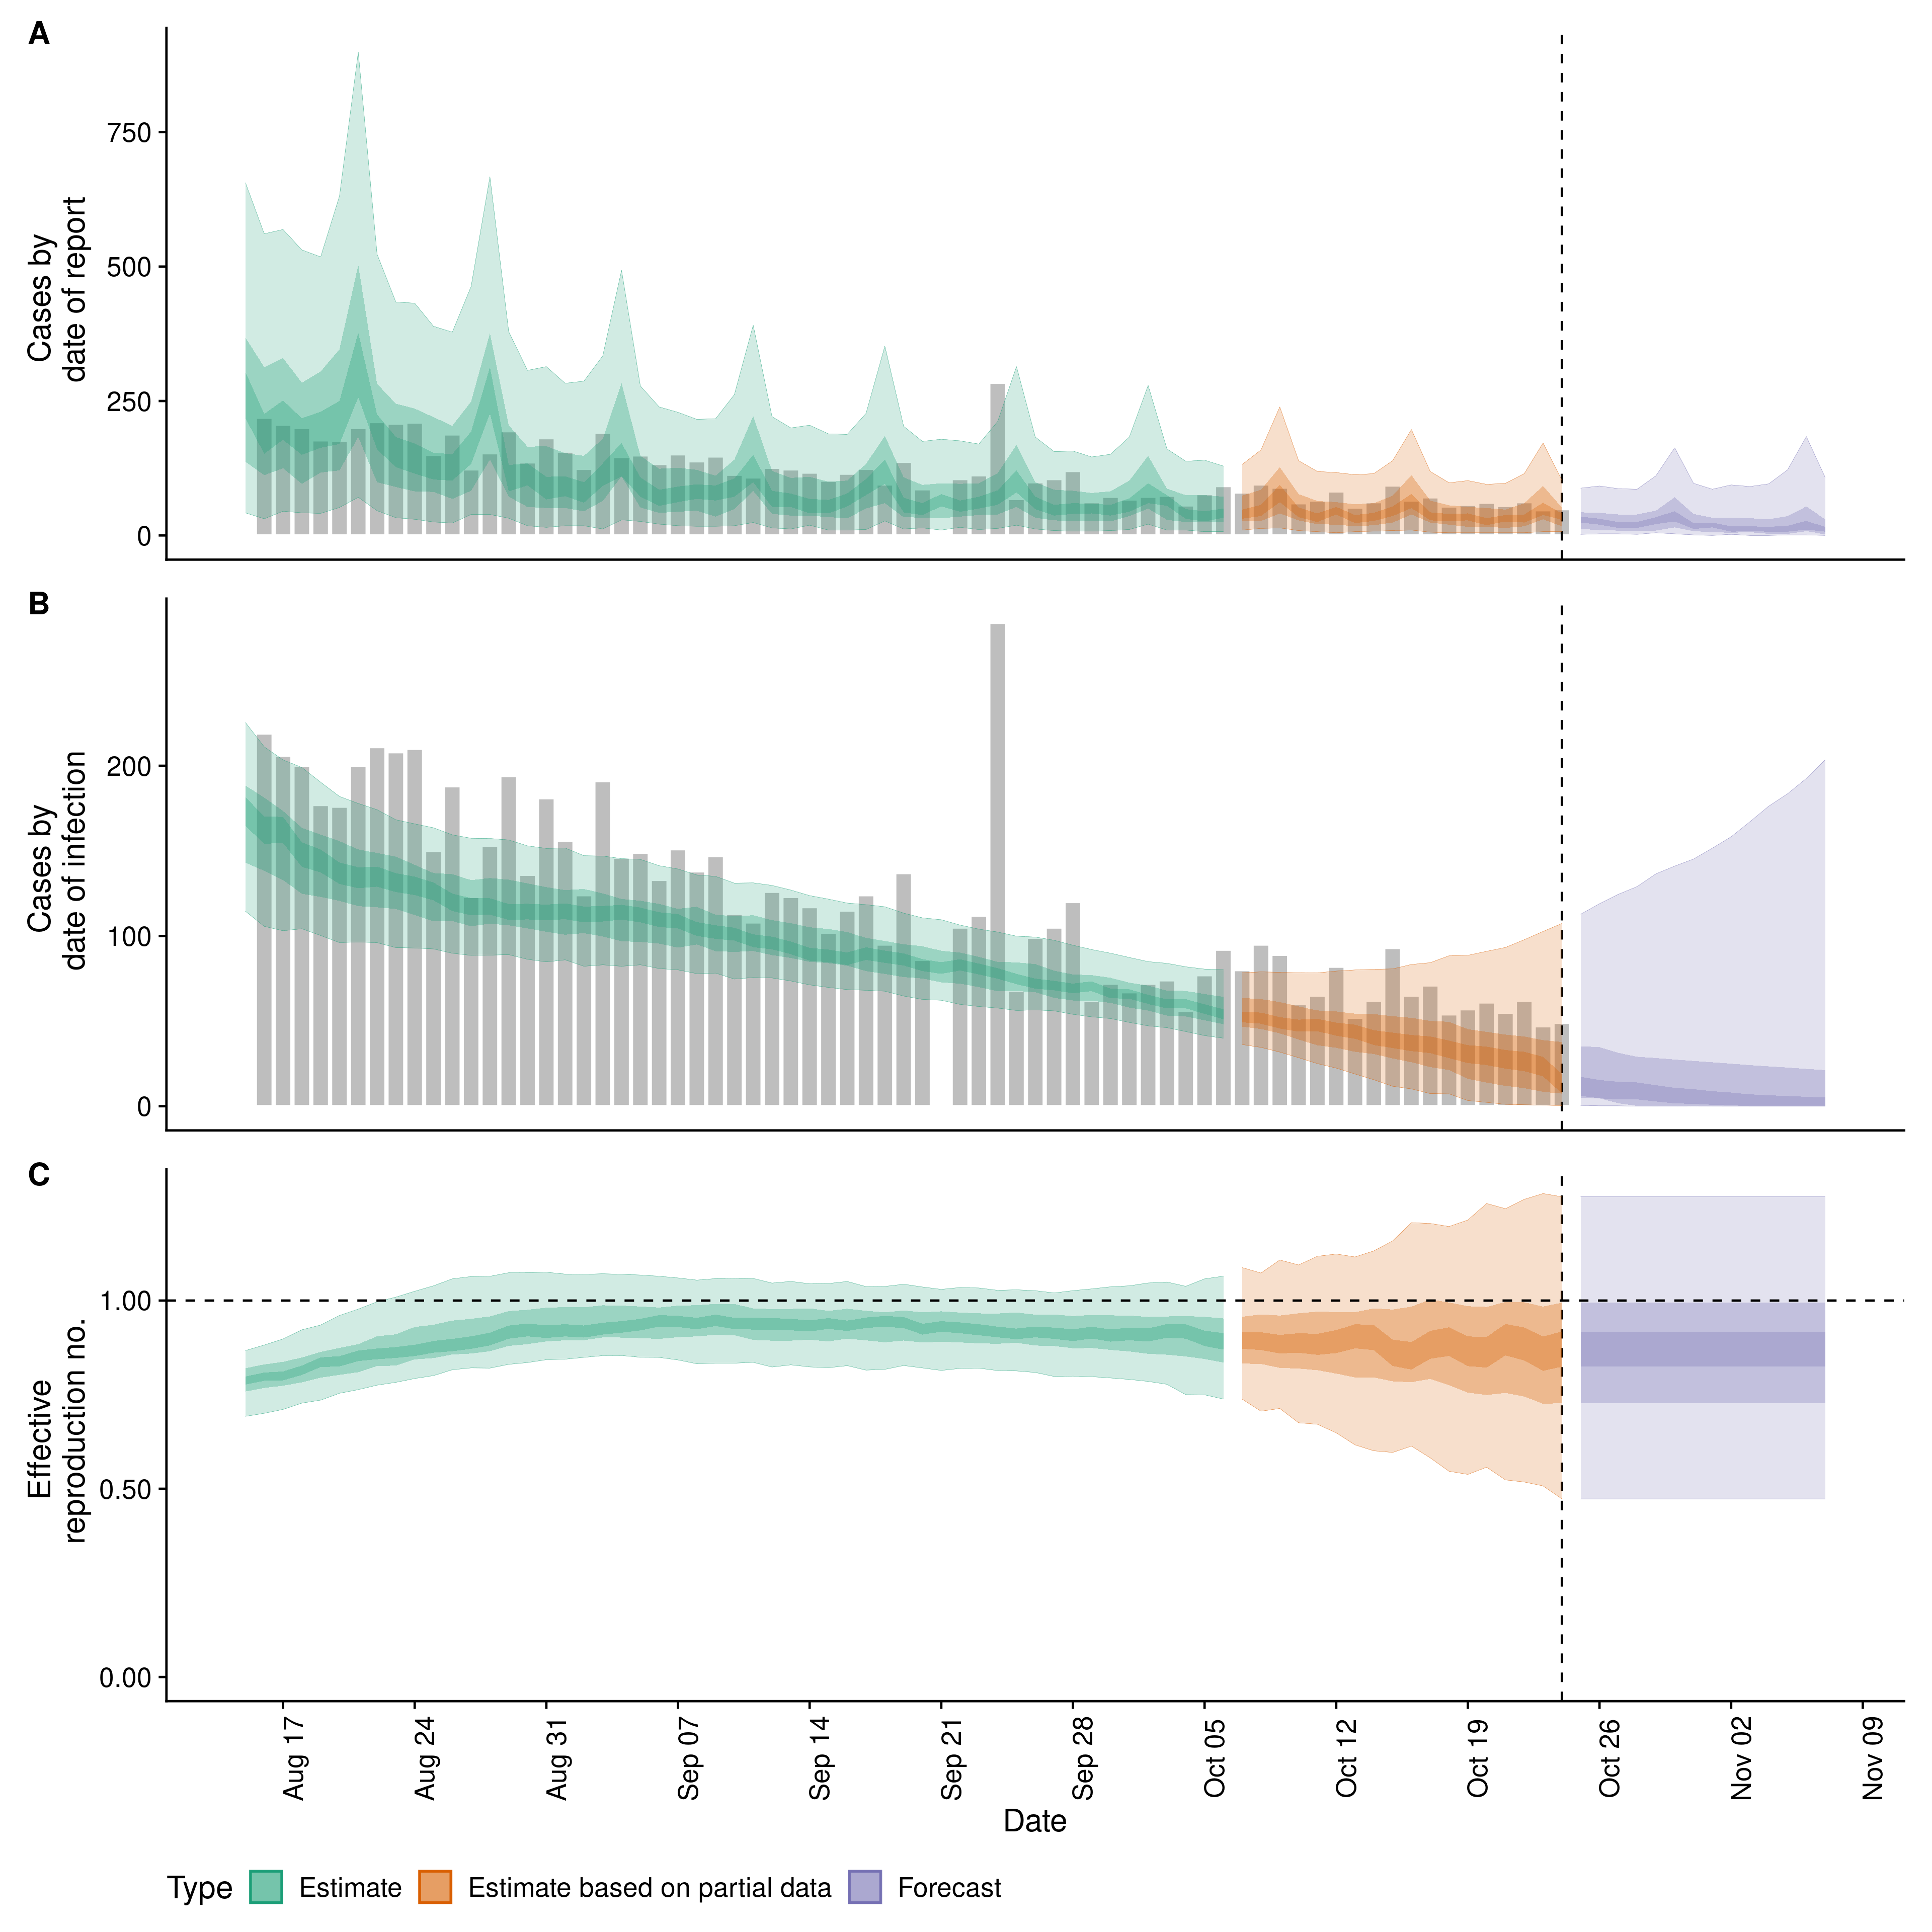 A
Cases by
date of report
750
500
250
0
B
Cases by
date of infection
200
100
0
C
Effective
reproduction no.
1.00
0.50
0.00
Aug 17
Aug 24
Aug 31
Sep 07
Sep 14
Sep 21
Sep 28
Oct 05
Oct 12
Oct 19
Oct 26
Nov 02
Nov 09
Date
Type Estimate Estimate based on partial data Forecast